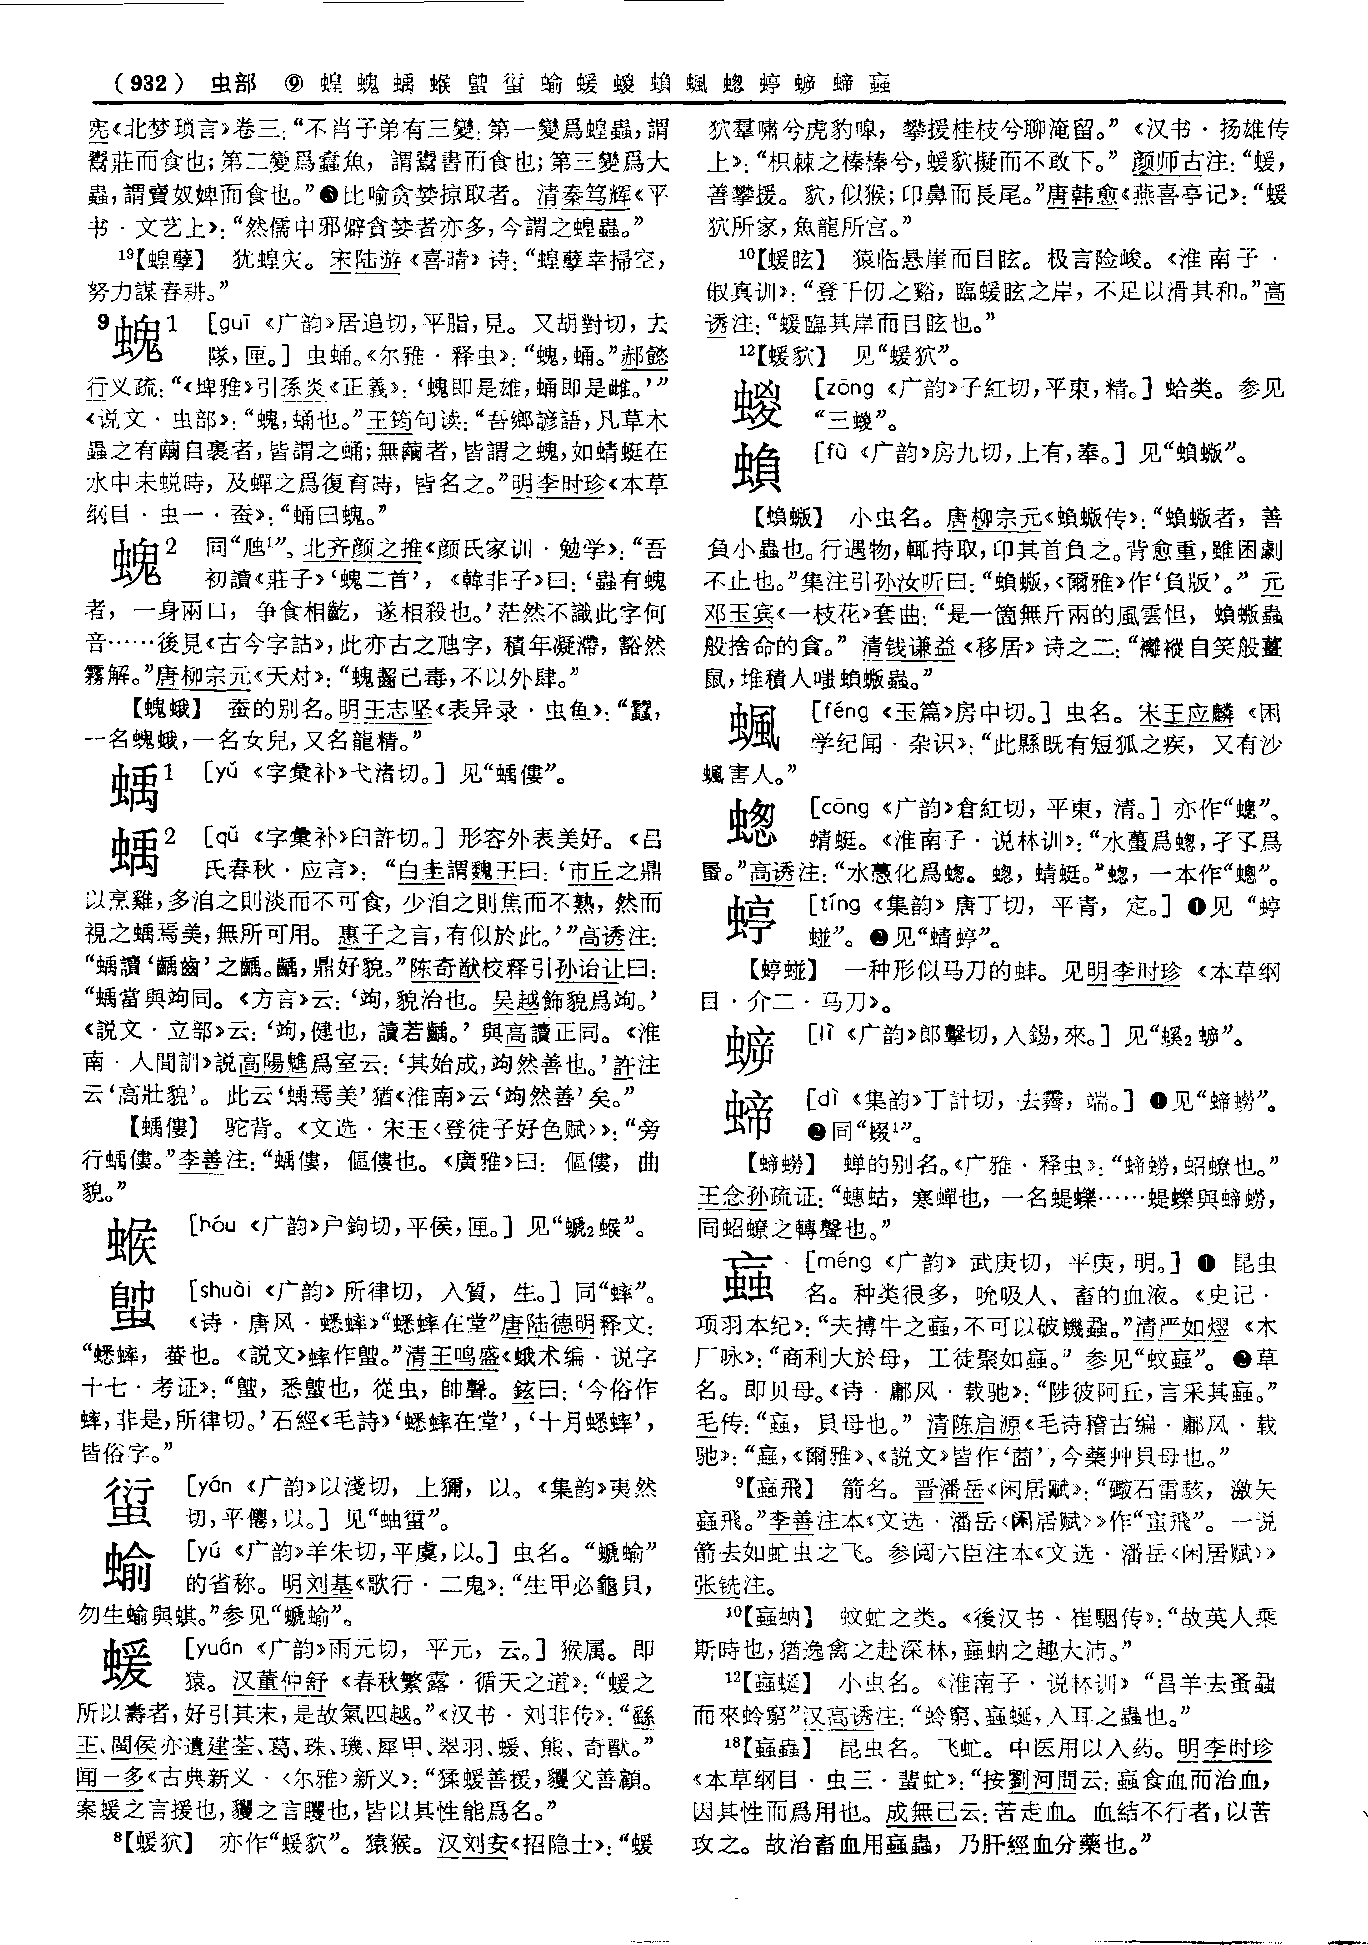 （932） 虫部 ⑨ 蝗 螝 蝺 蝬 蝜 蝒 蝏 蝷 蝭 蝱
宪《北梦琐言》卷三：“不肖子弟有三變：第一變爲蝗蟲，謂
鬻莊而食也；第二變爲蠹魚，謂鬻書而食也；第三變爲大
蟲，謂賣奴婢而食也。”❸比喻贪婪掠取者。清秦笃辉《平
书·文艺上》：“然儒中邪僻貪婪者亦多，今謂之蝗蟲。”
19【蝗孽】 犹蝗灾。宋陆游《喜晴》诗：“蝗孽幸掃空，
努力謀春耕。”
9螝1 ［guī《广韵》居追切，平脂，見。又胡對切，去
隊，匣。］虫蛹。《尔雅·释虫》：“螝，蛹。”郝懿
行义疏：“《埤雅》引孫炎《正義》：‘螝即是雄，蛹即是雌。’”
《说文·虫部》：“螝，蛹也。”王筠句读：“吾鄉諺語，凡草木
蟲之有繭自裹者，皆謂之蛹；無繭者，皆謂之螝，如蜻蜓在
水中未蜕時，及蟬之爲復育時，皆名之。”明李时珍《本草
纲目·虫一·蚕》：“蛹曰螝。”
螝2 同“虺1”。北齐颜之推《颜氏家训·勉学》：“吾
初讀《莊子》‘螝二首’，《韓非子》曰：‘蟲有螝
者，一身兩口，争食相齕，遂相殺也。’茫然不識此字何
音……後見《古今字詁》，此亦古之虺字，積年凝滯，豁然
霧解。”唐柳宗元《天对》：“螝齧已毒，不以外肆。”
【螝蛾】 蚕的别名。明王志坚《表异录·虫鱼》：“蠶，
一名螝蛾，一名女兒，又名龍精。”
蝺1 ［yǔ《字彙补》弋渚切。］见“蝺僂”。
蝺2 ［qǔ《字彙补》臼許切。］形容外表美好。《吕
氏春秋·应言》：“白圭謂魏王曰：‘市丘之鼎
以烹雞，多洎之則淡而不可食，少洎之則焦而不熟，然而
視之蝺焉美，無所可用。惠子之言，有似於此。’”高诱注：
“蝺讀‘齲齒’之齲。齲，鼎好貌。”陈奇猷校释引孙诒让曰：
“蝺當與竘同。《方言》云：‘竘，貌治也。吴越飾貌爲竘。’
《説文·立部》云：‘竘，健也，讀若齲。’與高讀正同。《淮
南·人間訓》説高陽魋爲室云：‘其始成，竘然善也。’許注
云‘高壯貌’。此云‘蝺焉美’猶《淮南》云‘竘然善’矣。”
【蝺僂】 驼背。《文选·宋玉〈登徒子好色赋〉》：“旁
行蝺僂。”李善注：“蝺僂，傴僂也。《廣雅》曰：傴僂，曲
貌。”
［hóu《广韵》户鉤切，平侯，匣。］见“螔2”。
［shuài《广韵》所律切，入質，生。］同“蟀”。
《诗·唐风·蟋蟀》“蟋蟀在堂”唐陆德明释文：
“蟋蟀，蛬也。《説文》蟀作𧗿。”清王鸣盛《蛾术编·说字
十七·考证》：“𧗿，悉𧗿也，從虫，帥聲。鉉曰：‘今俗作
蟀，非是，所律切。’石經《毛詩》‘蟋蟀在堂’，‘十月蟋蟀’，
皆俗字。”
［yǎn《广韵》以淺切，上獮，以。《集韵》夷然
切，平僊，以。］见“蚰”。
蝓 ［yú《广韵》羊朱切，平虞，以。］虫名。“螔蝓”
的省称。明刘基《歌行·二鬼》：“生甲必龜貝，
勿生蝓與蜞。”参见“螔蝓”。
蝯 ［yuán《广韵》雨元切，平元，云。］猴属。即
猿。汉董仲舒《春秋繁露·循天之道》：“蝯之
所以壽者，好引其末，是故氣四越。”《汉书·刘非传》：“繇
王、閩侯亦遺建荃、葛、珠、璣、犀甲、翠羽、蝯、熊、奇獸。”
闻一多《古典新义·〈尔雅〉新义》：“猱蝯善援，玃父善顧。
案蝯之言援也，玃之言矍也，皆以其性能爲名。”
8【蝯狖】 亦作“蝯貁”。猿猴。汉刘安《招隐士》：“蝯
狖羣嘯兮虎豹嘷，攀援桂枝兮聊淹留。”《汉书·扬雄传
上》：“枳棘之榛榛兮，蝯貁擬而不敢下。”颜师古注：“蝯，
善攀援。貁，似猴；卬鼻而長尾。”唐韩愈《燕喜亭记》：“蝯
狖所家，魚龍所宫。”
10【蝯眩】 猿临悬崖而目眩。极言险峻。《淮南子·
俶真训》：“登千仞之谿，臨蝯眩之岸，不足以滑其和。”高
诱注：“蝯臨其岸而目眩也。”
12【蝯貁】 见“蝯狖”。
蝬 ［zōng《广韵》子紅切，平東，精。］蛤类。参见
“三蝬”。
蝜 ［fù《广韵》房九切，上有，奉。］见“蝜蝂”。
【蝜蝂】 小虫名。唐柳宗元《蝜蝂传》：“蝜蝂者，善
負小蟲也。行遇物，輒持取，卬其首負之。背愈重，雖困劇
不止也。”集注引孙汝听曰：“蝜蝂，《爾雅》作‘負版’。”元
邓玉宾《一枝花》套曲：“是一箇無斤兩的風雲怛，蝜蝂蟲
般捨命的貪。”清钱谦益《移居》诗之二：“襳褷自笑般薑
鼠，堆積人嗤蝜蝂蟲。”
［féng《玉篇》房中切。］虫名。宋王应麟《困
学纪闻·杂识》：“此縣既有短狐之疾，又有沙
害人。”
［cōng《广韵》倉紅切，平東，清。］亦作“蟌”。
蜻蜓。《淮南子·说林训》：“水蠆爲蟌，孑孓爲
蟁。”高诱注：“水蠆化爲蟌。蟌，蜻蜓。”蟌，一本作“蟌”。
蝏 ［tíng《集韵》唐丁切，平青，定。］❶见“蝏
蛖”。❷见“蜻蝏”。
【蝏蛖】 一种形似马刀的蚌。见明李时珍《本草纲
目·介二·马刀》。
蝷 ［lì《广韵》郎擊切，入錫，來。］见“螇2蝷”。
蝭 ［dì《集韵》丁計切，去霽，端。］❶见“蝭蟧”。
❷同“蝃1”。
【蝭蟧】 蝉的别名。《广雅·释虫》：“蝭蟧，蛁蟟也。”
王念孙疏证：“蟪蛄，寒蟬也，一名蝭蠑……蝭蠑與蝭蟧，
同蛁蟟之轉聲也。”
蝱 ［méng《广韵》武庚切，平庚，明。］❶ 昆虫
名。种类很多，吮吸人、畜的血液。《史记·
项羽本纪》：“夫搏牛之蝱，不可以破蟣蝨。”清严如熤《木
厂咏》：“商利大於母，工徒聚如蝱。”参见“蚊蝱”。❷草
名。即贝母。《诗·鄘风·载驰》：“陟彼阿丘，言采其蝱。”
毛传：“蝱，貝母也。”清陈启源《毛诗稽古编·鄘风·载
驰》：“蝱，《爾雅》、《説文》皆作‘莔’，今藥艸貝母也。”
9【蝱飛】 箭名。晋潘岳《闲居赋》：“礮石雷駭，激矢
蝱飛。”李善注本《文选·潘岳〈闲居赋〉》作“䖟飛”。一说
箭去如虻虫之飞。参阅六臣注本《文选·潘岳〈闲居赋〉》
张铣注。
10【蝱蚋】 蚊虻之类。《後汉书·崔駰传》：“故英人乘
斯時也，猶逸禽之赴深林，蝱蚋之趣大沛。”
12【蝱蜒】 小虫名。《淮南子·说林训》“昌羊去蚤蝨
而來蛉窮”汉高诱注：“蛉窮、蝱蜒，入耳之蟲也。”
18【蝱蟲】 昆虫名。飞虻。中医用以入药。明李时珍
《本草纲目·虫三·蜚虻》：“按劉河間云：蝱食血而治血，
因其性而爲用也。成無己云：苦走血。血結不行者，以苦
攻之。故治畜血用蝱蟲，乃肝經血分藥也。”